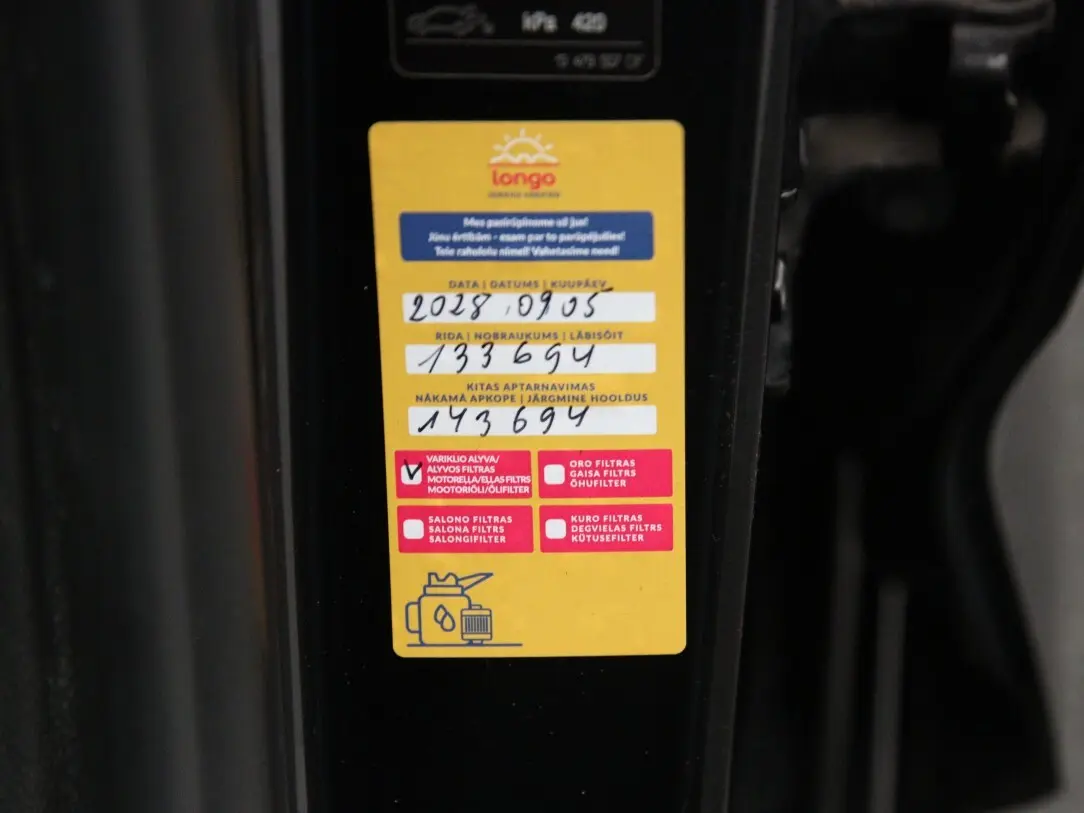 kPa 420
longo
Mes pasirūpinome už jus!
Jūsu ērtībām - esam par to parūpējušies!
Teie rahulolu nimel! Vahetasime need!
DATA | DATUMS | KUUPÄEV
2028.09 05
RIDA | NOBRAUKUMS | LÄBISÕIT
133694
KITAS APTARNAVIMAS
NĀKAMĀ APKOPE | JÄRGMINE HOOLDUS
143694
VARIKLIO ALYVA/
ALYVOS FILTRAS
MOTOREĻĻA/EĻĻAS FILTRS
MOOTORIÕLI/ÕLIFILTER
ORO FILTRAS
GAISA FILTRS
ÕHUFILTER
SALONO FILTRAS
SALONA FILTRS
SALONGIFILTER
KURO FILTRAS
DEGVIELAS FILTRS
KÜTUSEFILTER